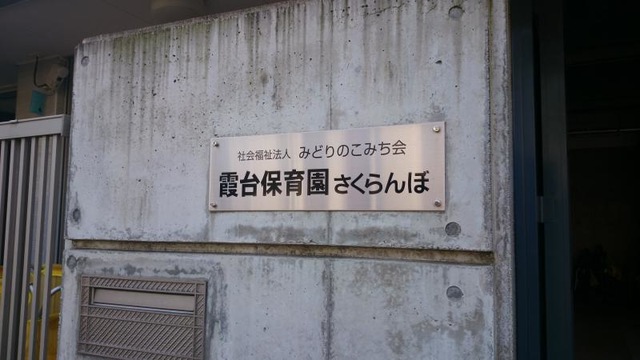 社会福祉法人 みどりのこみち会
霞台保育園さくらんぼ